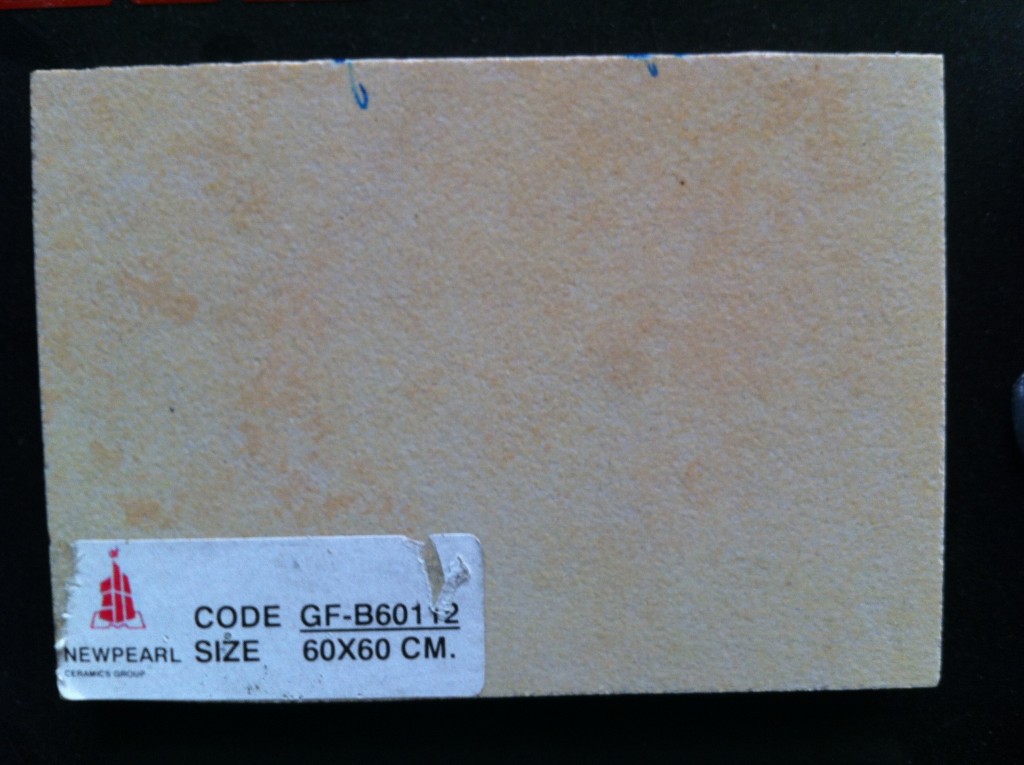 CODE GF-B60112
SIZE 60X60 CM.
NEWPEARL
CERAMICS GROUP